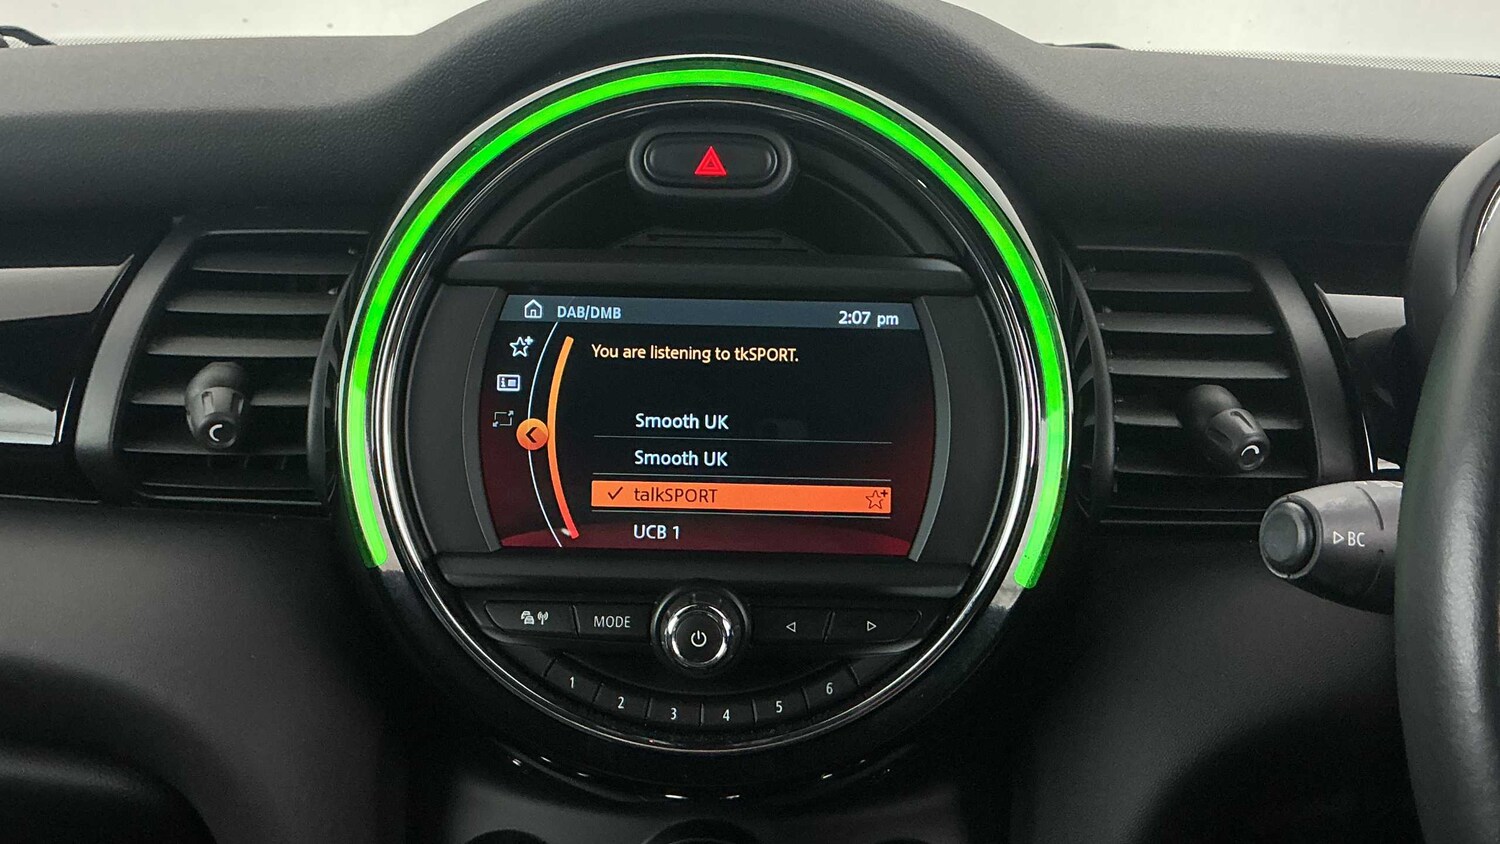 DAB/DMB 2:07 pm
You are listening to tkSPORT.
Smooth UK
Smooth UK
talkSPORT
UCB 1
BC
MODE
1 2 3 4 5 6